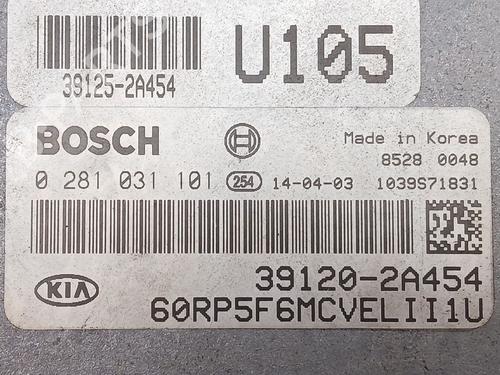 39125-2A454
U105
BOSCH
Made in Korea
8528 0048
0 281 031 101 254 14-04-03 1039S71831
KIA
39120-2A454
60RP5F6MCVELII1U